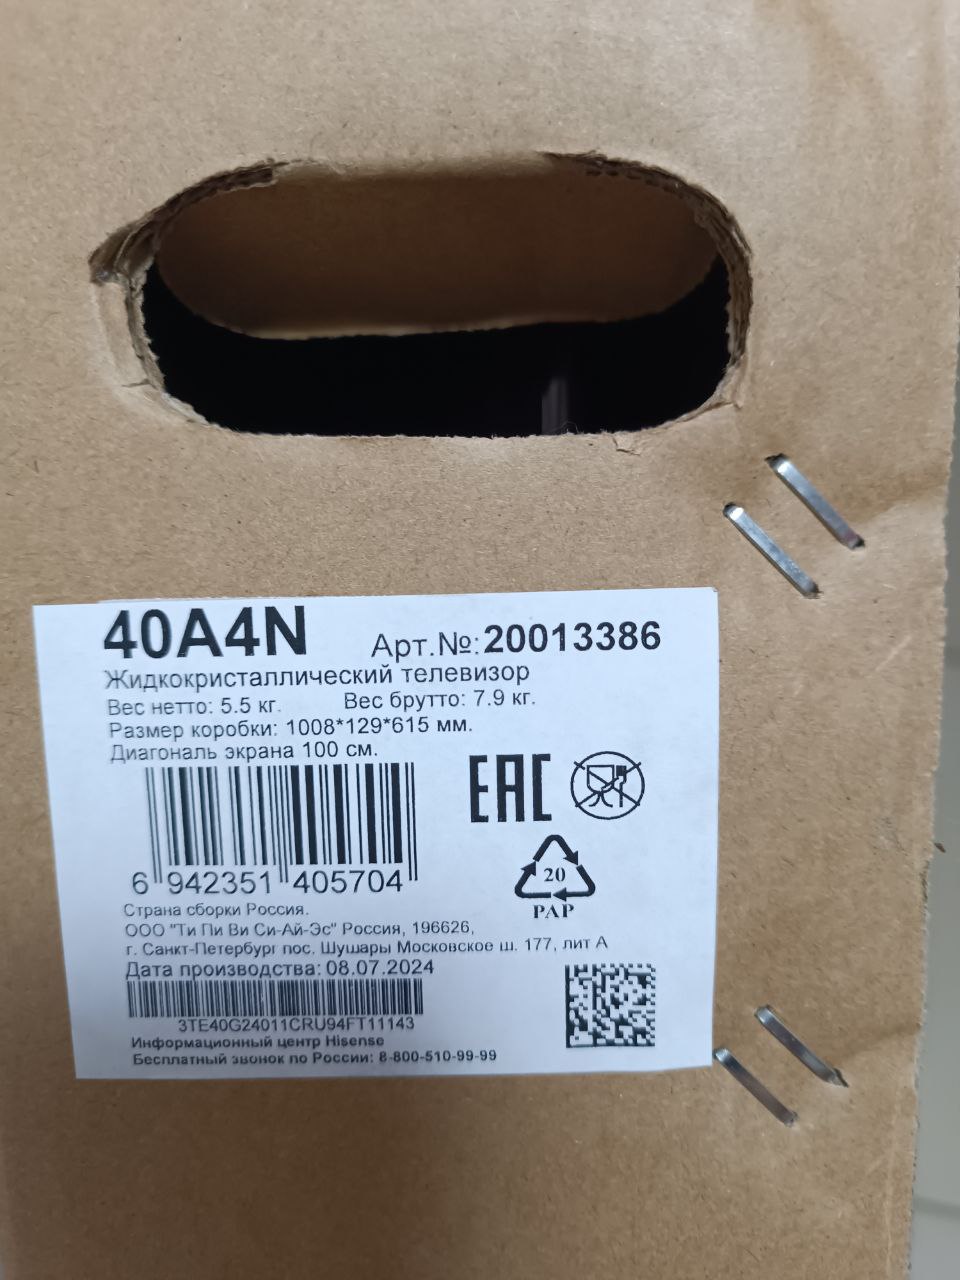 40A4N Арт.№: 20013386
Жидкокристаллический телевизор
Вес нетто: 5.5 кг. Вес брутто: 7.9 кг.
Размер коробки: 1008*129*615 мм.
Диагональ экрана 100 см.
EAC
6 942351 405704
20
PAP
Страна сборки Россия.
ООО "Ти Пи Ви Си-Ай-Эс" Россия, 196626,
г. Санкт-Петербург пос. Шушары Московское ш. 177, лит А
Дата производства: 08.07.2024
3TE40G24011CRU94FT11143
Информационный центр Hisense
Бесплатный звонок по России: 8-800-510-99-99